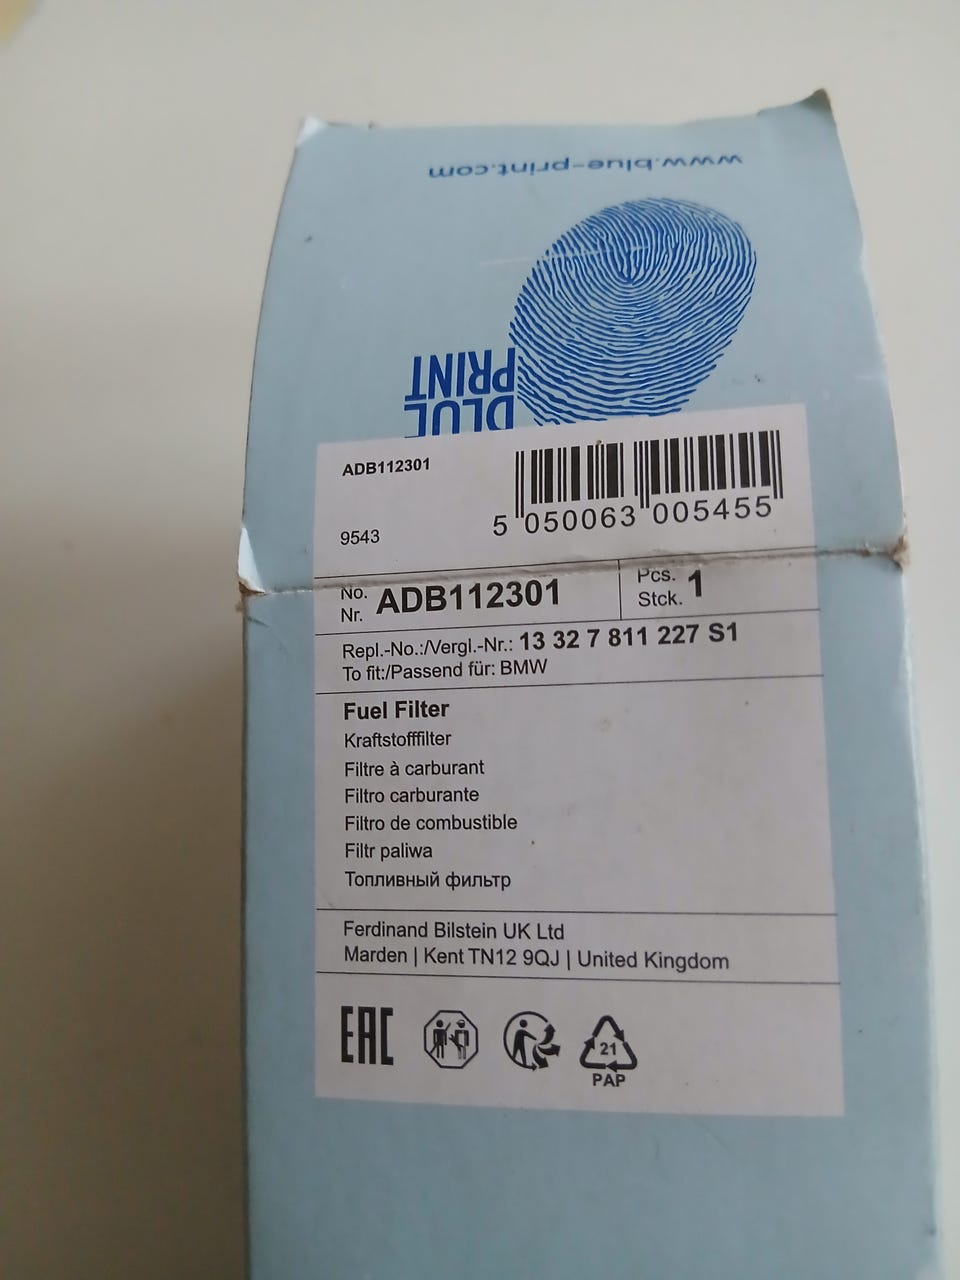 www.blue-print.com
BLUE
PRINT
ADB112301
9543
5 050063 005455
No.
Nr. ADB112301
Pcs.
Stck. 1
Repl.-No.:/Vergl.-Nr.: 13 32 7 811 227 S1
To fit:/Passend für: BMW
Fuel Filter
Kraftstofffilter
Filtre à carburant
Filtro carburante
Filtro de combustible
Filtr paliwa
Топливный фильтр
Ferdinand Bilstein UK Ltd
Marden | Kent TN12 9QJ | United Kingdom
EAC
21
PAP